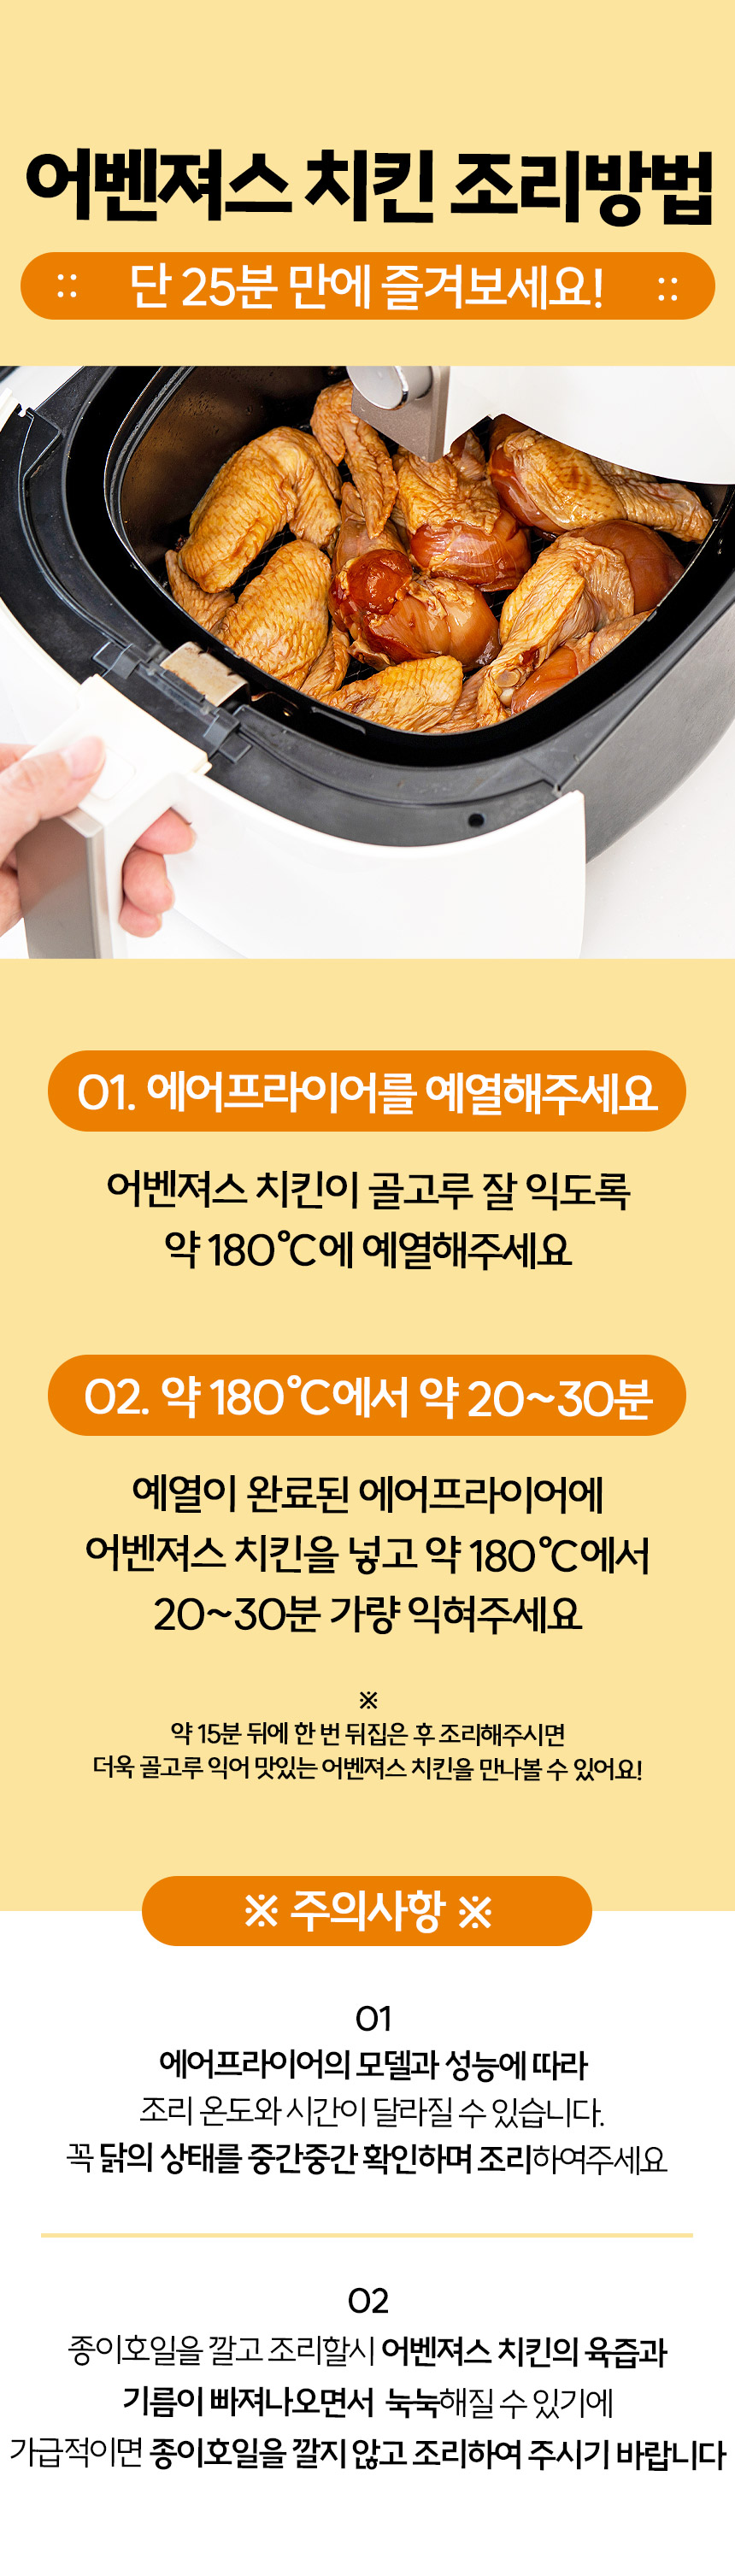 어벤져스 치킨 조리방법
:: 단 25분 만에 즐겨보세요! ::
01. 에어프라이어를 예열해주세요
어벤져스 치킨이 골고루 잘 익도록
약 180℃에 예열해주세요
02. 약 180℃에서 약 20~30분
예열이 완료된 에어프라이어에
어벤져스 치킨을 넣고 약 180℃에서
20~30분 가량 익혀주세요
※
약 15분 뒤에 한 번 뒤집은 후 조리해주시면
더욱 골고루 익어 맛있는 어벤져스 치킨을 만나볼 수 있어요!
※ 주의사항 ※
01
에어프라이어의 모델과 성능에 따라
조리 온도와 시간이 달라질 수 있습니다.
꼭 닭의 상태를 중간중간 확인하며 조리하여주세요
02
종이호일을 깔고 조리할시 어벤져스 치킨의 육즙과
기름이 빠져나오면서 눅눅해질 수 있기에
가급적이면 종이호일을 깔지 않고 조리하여 주시기 바랍니다